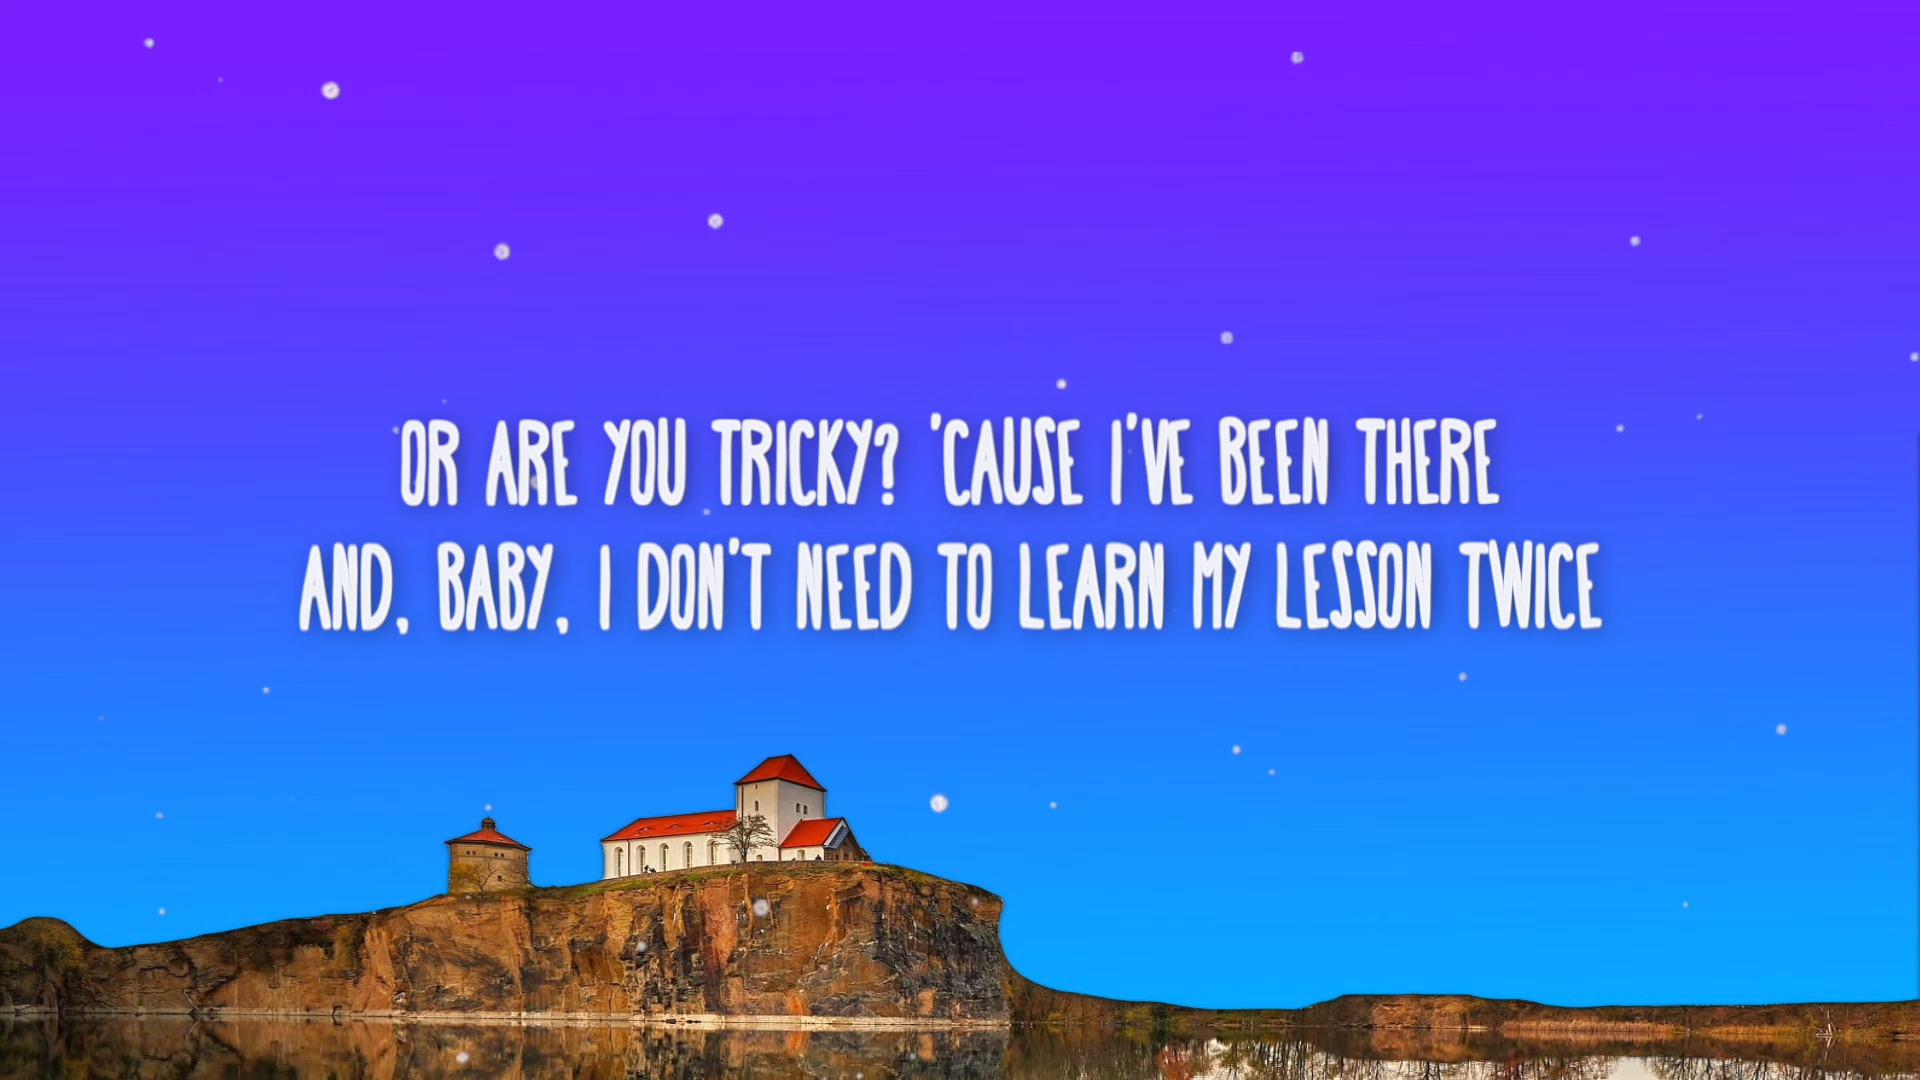 OR ARE YOU TRICKY? 'CAUSE I'VE BEEN THERE
AND, BABY, I DON'T NEED TO LEARN MY LESSON TWICE